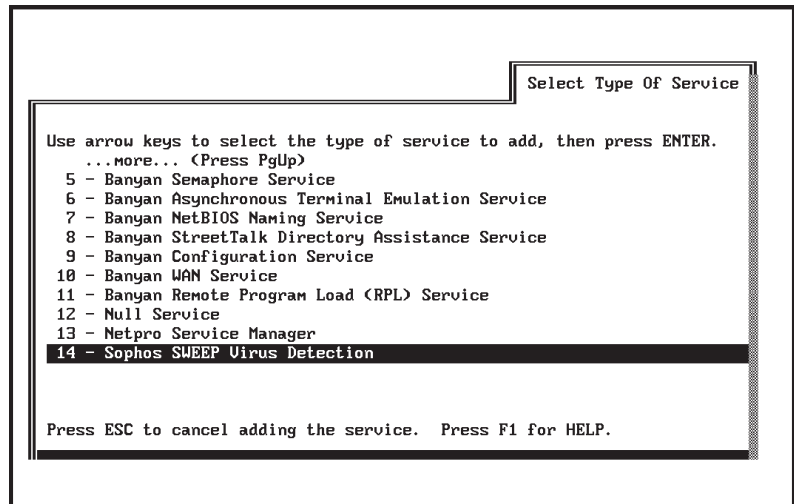 Select Type Of Service
Use arrow keys to select the type of service to add, then press ENTER.
...more... (Press PgUp)
5 - Banyan Semaphore Service
6 - Banyan Asynchronous Terminal Emulation Service
7 - Banyan NetBIOS Naming Service
8 - Banyan StreetTalk Directory Assistance Service
9 - Banyan Configuration Service
10 - Banyan WAN Service
11 - Banyan Remote Program Load (RPL) Service
12 - Null Service
13 - Netpro Service Manager
14 - Sophos SWEEP Virus Detection
Press ESC to cancel adding the service. Press F1 for HELP.